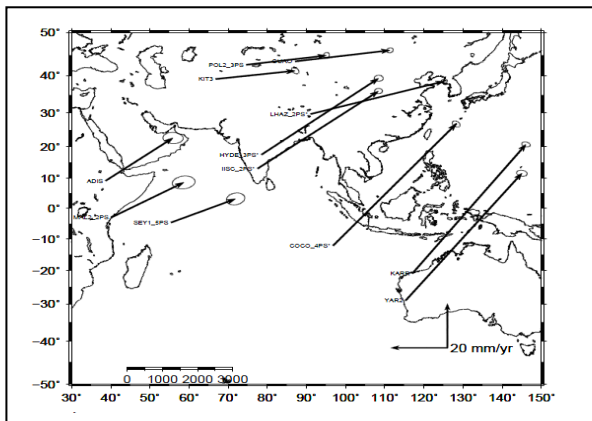 50°
POL2_3PS
40°
KIT3
LHAZ_2PS
30°
20°
HYDE_3PS*
IISC_2PS*
10°
ADIS
0°
SEY1_5PS
−10°
COCO_4PS*
−20°
KARR
−30°
YAR2
−40°
20 mm/yr
0 1000 2000 3000
−50°
30° 40° 50° 60° 70° 80° 90° 100° 110° 120° 130° 140° 150°